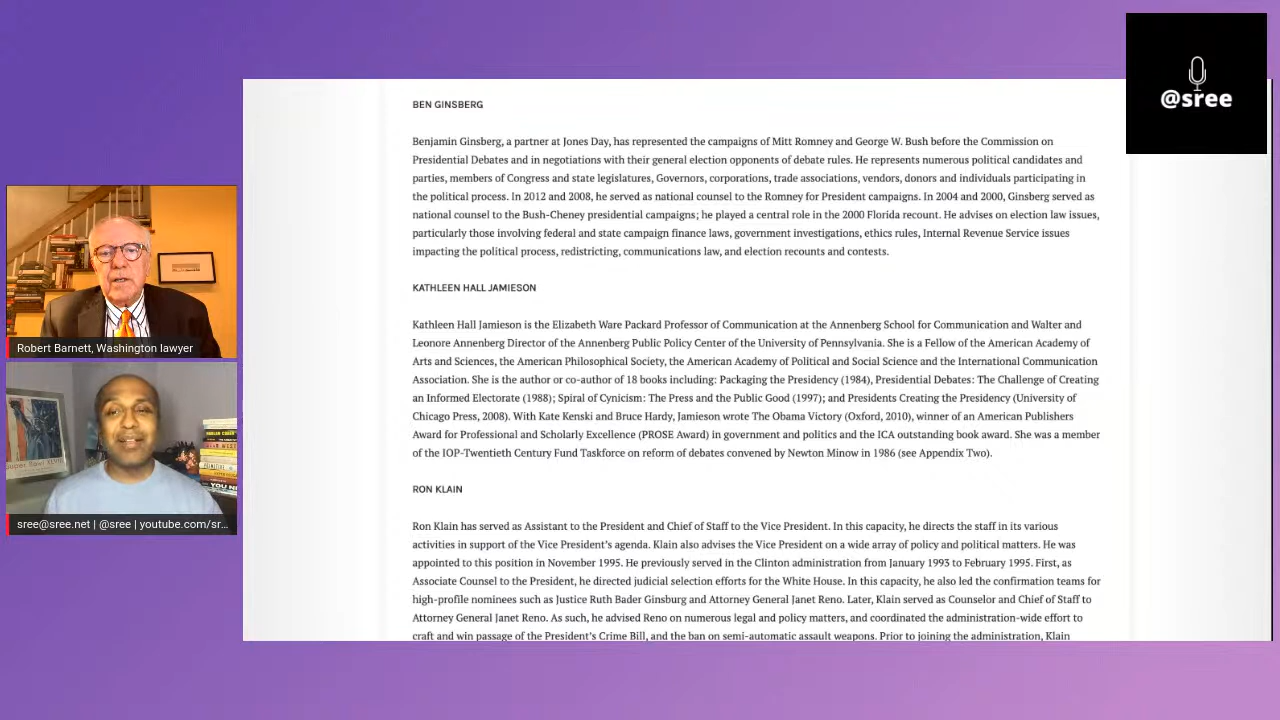 @sree
BEN GINSBERG
Benjamin Ginsberg, a partner at Jones Day, has represented the campaigns of Mitt Romney and George W. Bush before the Commission on
Presidential Debates and in negotiations with their general election opponents of debate rules. He represents numerous political candidates and
parties, members of Congress and state legislatures, Governors, corporations, trade associations, vendors, donors and individuals participating in
the political process. In 2012 and 2008, he served as national counsel to the Romney for President campaigns. In 2004 and 2000, Ginsberg served as
national counsel to the Bush-Cheney presidential campaigns; he played a central role in the 2000 Florida recount. He advises on election law issues,
particularly those involving federal and state campaign finance laws, government investigations, ethics rules, Internal Revenue Service issues
impacting the political process, redistricting, communications law, and election recounts and contests.
KATHLEEN HALL JAMIESON
Kathleen Hall Jamieson is the Elizabeth Ware Packard Professor of Communication at the Annenberg School for Communication and Walter and
Leonore Annenberg Director of the Annenberg Public Policy Center of the University of Pennsylvania. She is a Fellow of the American Academy of
Arts and Sciences, the American Philosophical Society, the American Academy of Political and Social Science and the International Communication
Association. She is the author or co-author of 18 books including: Packaging the Presidency (1984), Presidential Debates: The Challenge of Creating
an Informed Electorate (1988); Spiral of Cynicism: The Press and the Public Good (1997); and Presidents Creating the Presidency (University of
Chicago Press, 2008). With Kate Kenski and Bruce Hardy, Jamieson wrote The Obama Victory (Oxford, 2010), winner of an American Publishers
Award for Professional and Scholarly Excellence (PROSE Award) in government and politics and the ICA outstanding book award. She was a member
of the IOP-Twentieth Century Fund Taskforce on reform of debates convened by Newton Minow in 1986 (see Appendix Two).
RON KLAIN
Ron Klain has served as Assistant to the President and Chief of Staff to the Vice President. In this capacity, he directs the staff in its various
activities in support of the Vice President's agenda. Klain also advises the Vice President on a wide array of policy and political matters. He was
appointed to this position in November 1995. He previously served in the Clinton administration from January 1993 to February 1995. First, as
Associate Counsel to the President, he directed judicial selection efforts for the White House. In this capacity, he also led the confirmation teams for
high-profile nominees such as Justice Ruth Bader Ginsburg and Attorney General Janet Reno. Later, Klain served as Counselor and Chief of Staff to
Attorney General Janet Reno. As such, he advised Reno on numerous legal and policy matters, and coordinated the administration-wide effort to
craft and win passage of the President's Crime Bill, and the ban on semi-automatic assault weapons. Prior to joining the administration, Klain
Robert Barnett, Washington lawyer
sree@sree.net | @sree | youtube.com/sr...